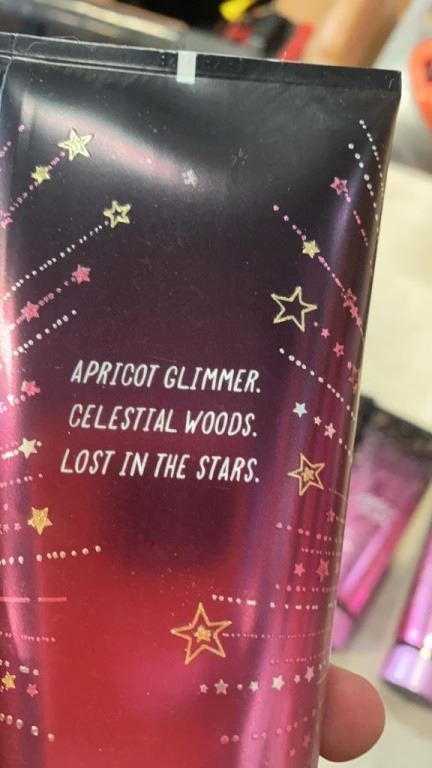 APRICOT GLIMMER.
CELESTIAL WOODS.
LOST IN THE STARS.